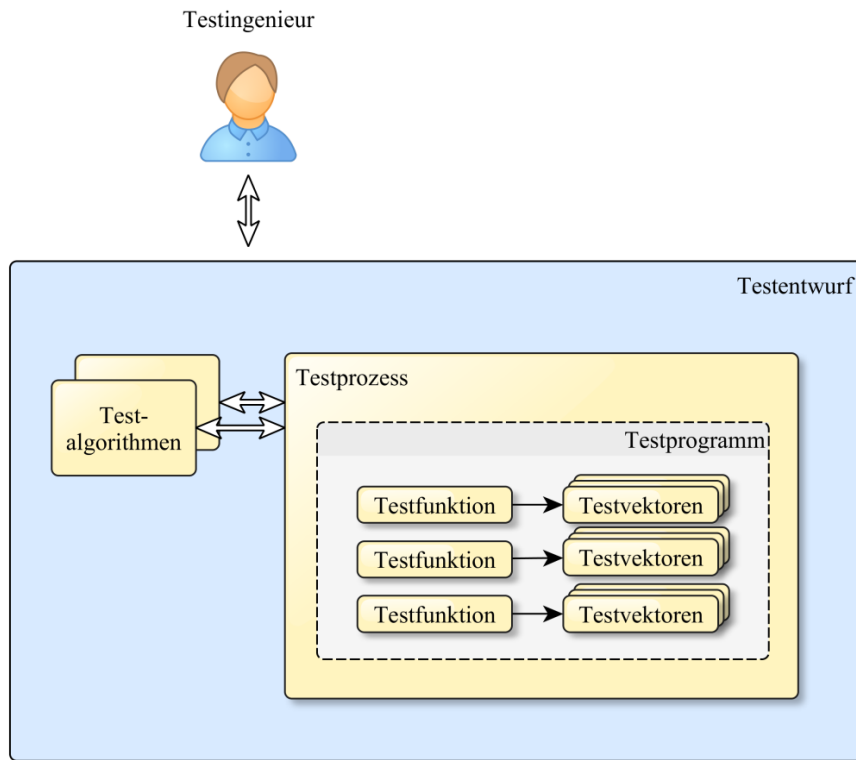 Testingenieur
Testentwurf
Testprozess
Test-
algorithmen
Testprogramm
Testfunktion
Testvektoren
Testfunktion
Testvektoren
Testfunktion
Testvektoren